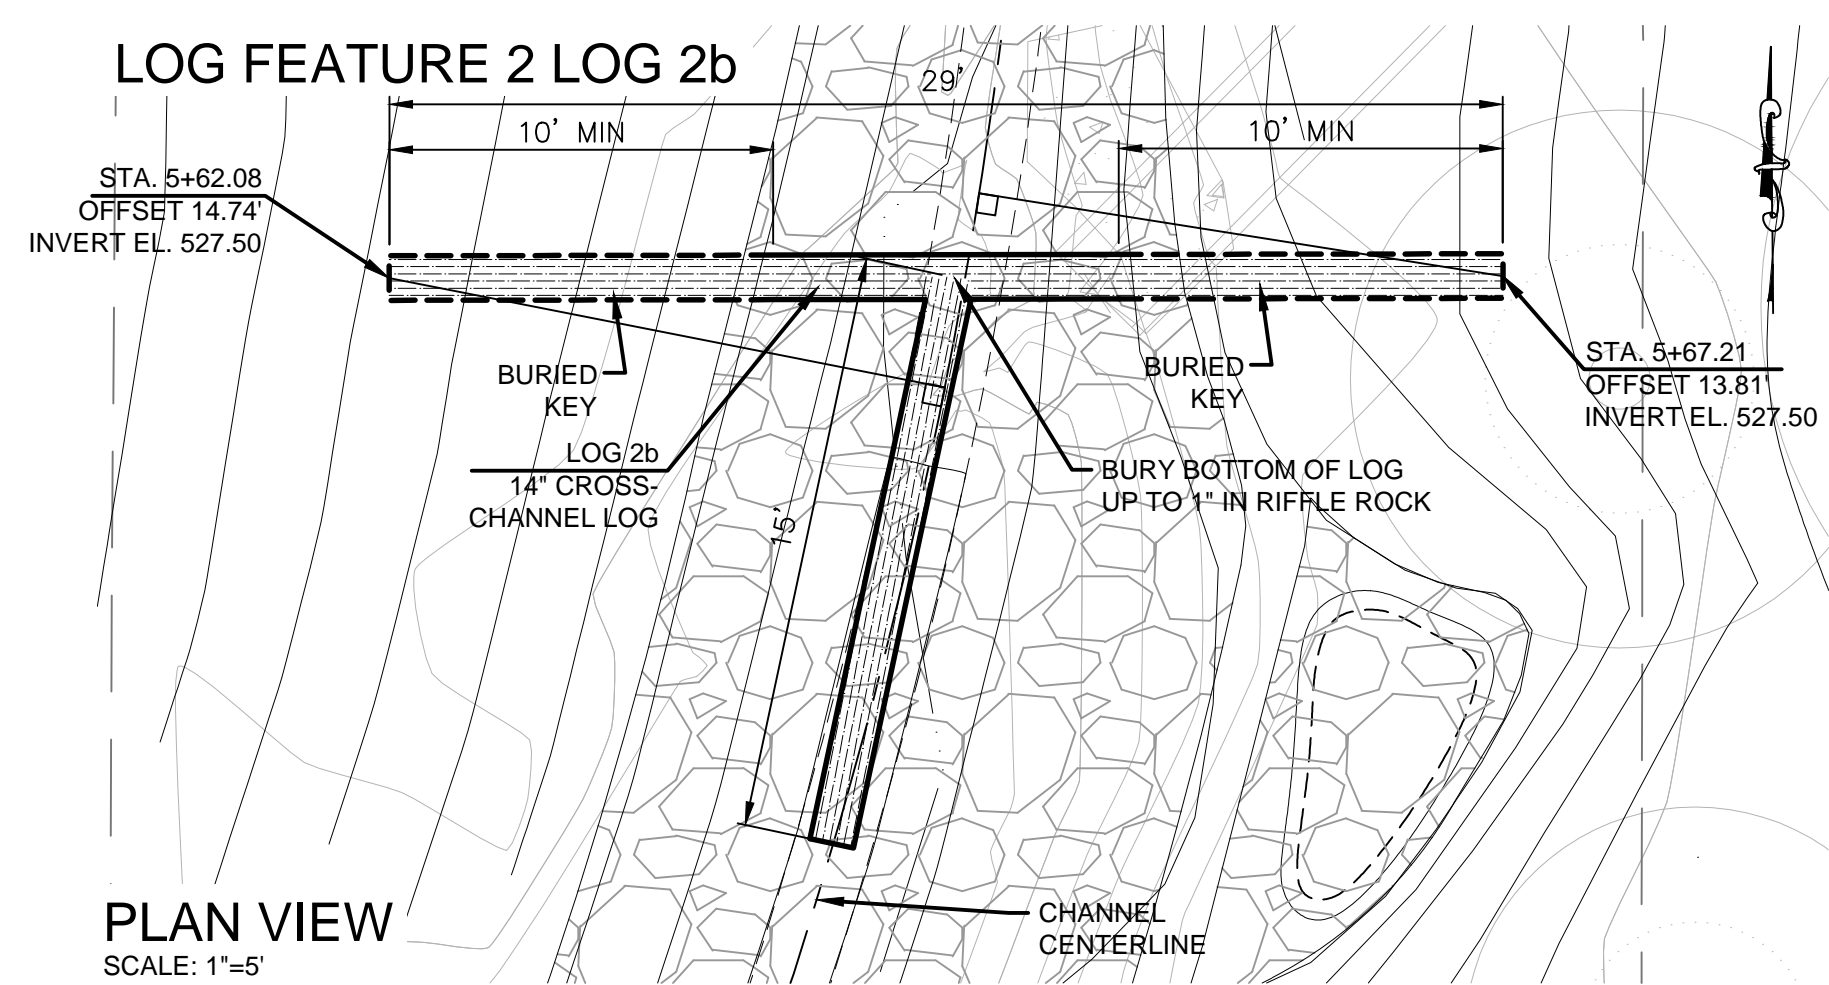 LOG FEATURE 2 LOG 2b
29'
10' MIN
10' MIN
STA. 5+62.08
OFFSET 14.74'
INVERT EL. 527.50
STA. 5+67.21
OFFSET 13.81'
INVERT EL. 527.50
BURIED
KEY
BURIED
KEY
LOG 2b
14" CROSS-
CHANNEL LOG
BURY BOTTOM OF LOG
UP TO 1" IN RIFFLE ROCK
15'
CHANNEL
CENTERLINE
PLAN VIEW
SCALE: 1"=5'